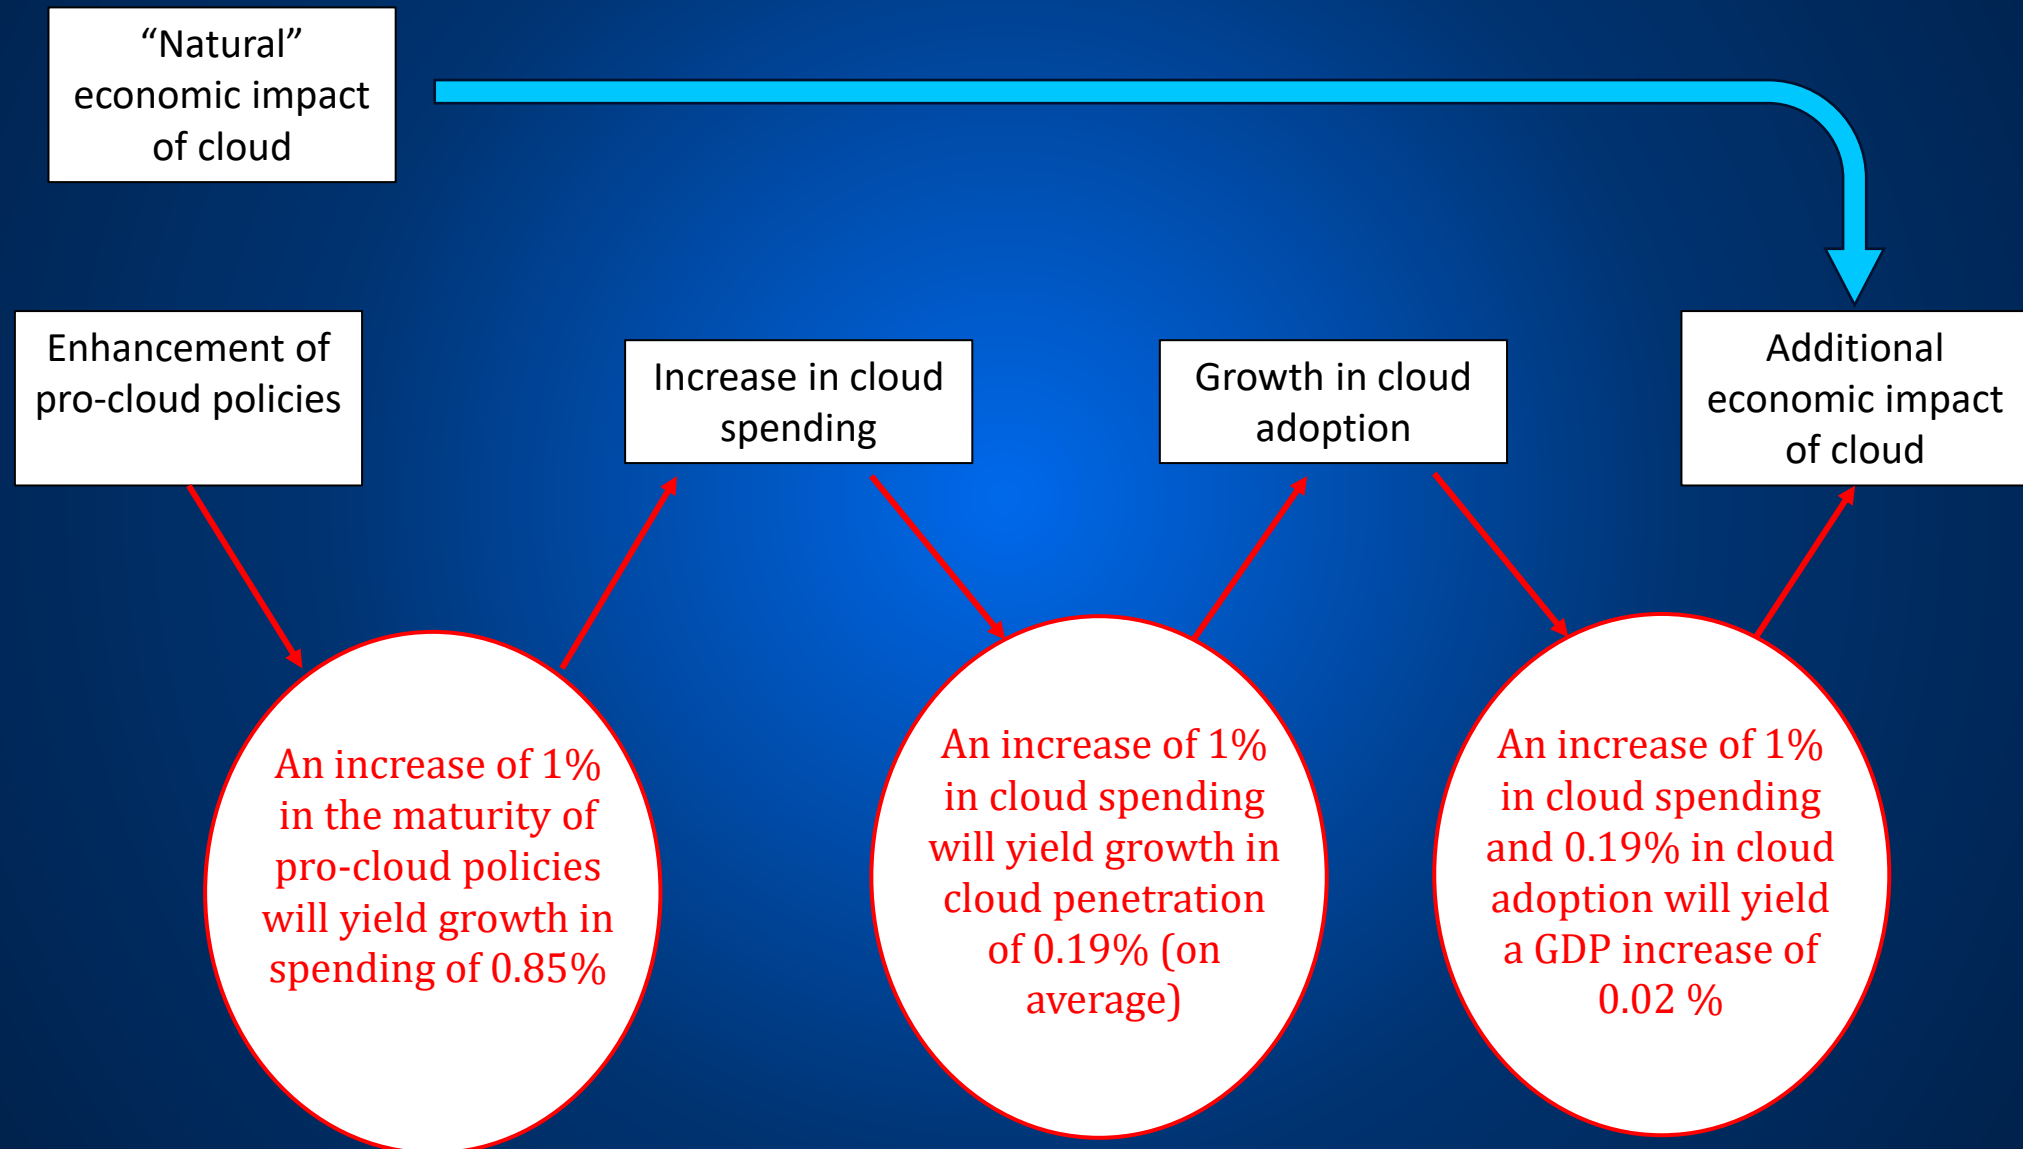 “Natural”
economic impact
of cloud
Enhancement of
pro-cloud policies
Increase in cloud
spending
Growth in cloud
adoption
Additional
economic impact
of cloud
An increase of 1%
in the maturity of
pro-cloud policies
will yield growth in
spending of 0.85%
An increase of 1%
in cloud spending
will yield growth in
cloud penetration
of 0.19% (on
average)
An increase of 1%
in cloud spending
and 0.19% in cloud
adoption will yield
a GDP increase of
0.02 %